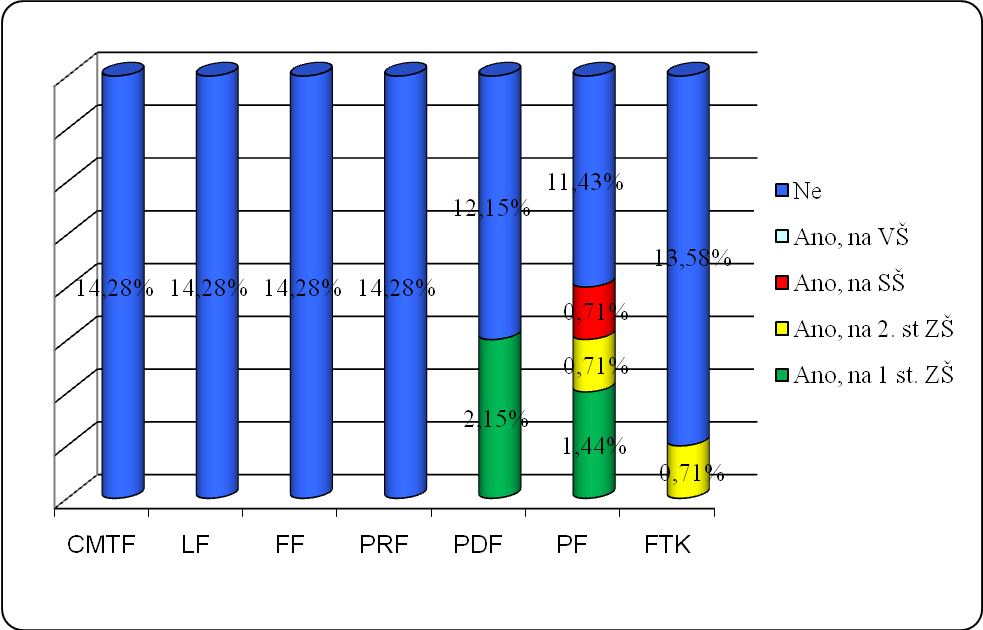 14,28%
14,28%
14,28%
14,28%
12,15%
2,15%
11,43%
0,71%
0,71%
1,44%
13,58%
0,71%
CMTF
LF
FF
PRF
PDF
PF
FTK
Ne
Ano, na VŠ
Ano, na SŠ
Ano, na 2. st ZŠ
Ano, na 1 st. ZŠ